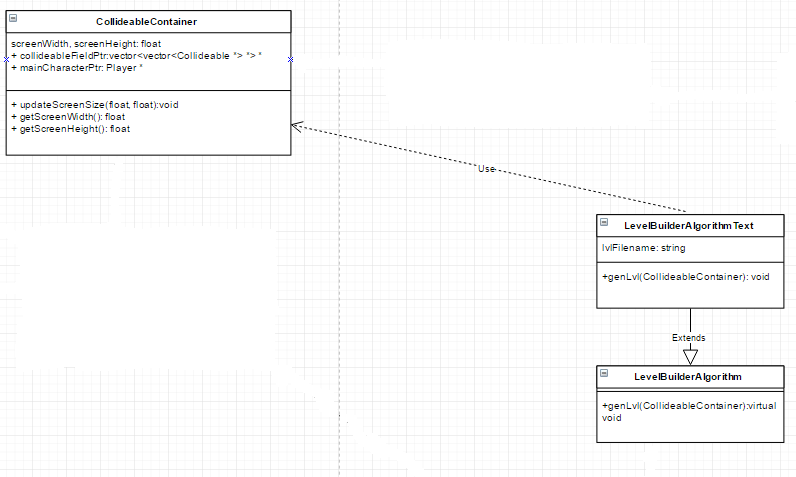 CollideableContainer
screenWidth, screenHeight: float
+ collideableFieldPtr:vector<vector<Collideable *> *> *
+ mainCharacterPtr: Player *
+ updateScreenSize(float, float):void
+ getScreenWidth(): float
+ getScreenHeight(): float
Use
LevelBuilderAlgorithmText
lvlFilename: string
+genLvl(CollideableContainer): void
Extends
LevelBuilderAlgorithm
+genLvl(CollideableContainer):virtual
void